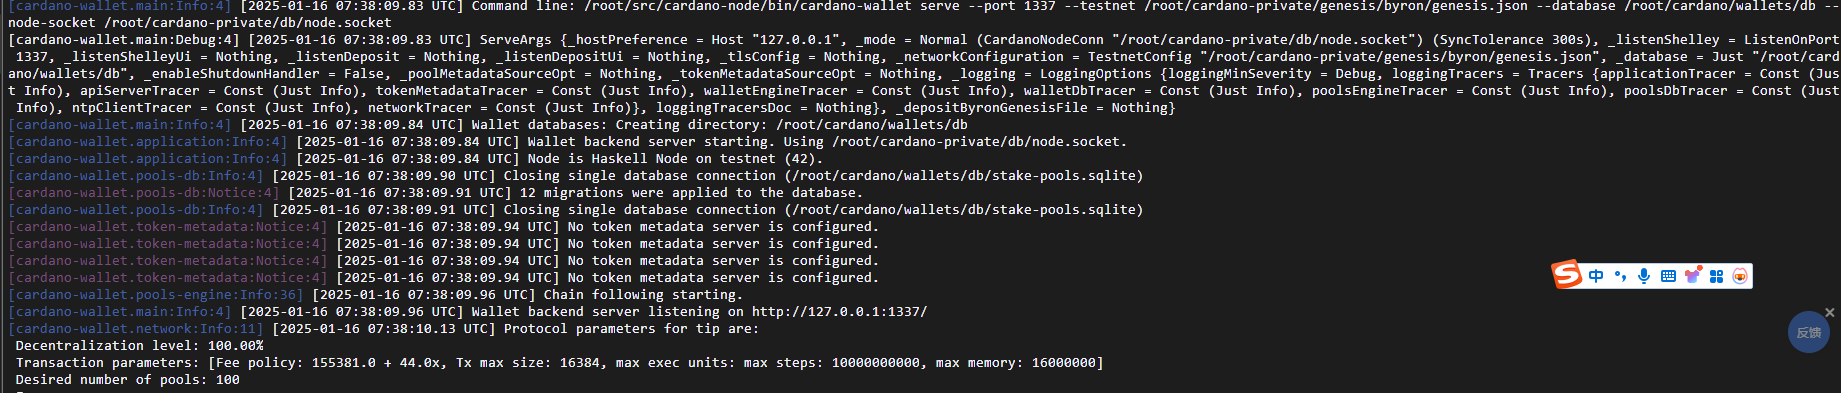 [cardano-wallet.main:Info:4] [2025-01-16 07:38:09.83 UTC] Command line: /root/src/cardano-node/bin/cardano-wallet serve --port 1337 --testnet /root/cardano-private/genesis/byron/genesis.json --database /root/cardano/wallets/db --
node-socket /root/cardano-private/db/node.socket
[cardano-wallet.main:Debug:4] [2025-01-16 07:38:09.83 UTC] ServeArgs {_hostPreference = Host "127.0.0.1", _mode = Normal (CardanoNodeConn "/root/cardano-private/db/node.socket") (SyncTolerance 300s), _listenShelley = ListenOnPort
1337, _listenShelleyUi = Nothing, _listenDeposit = Nothing, _listenDepositUi = Nothing, _tlsConfig = Nothing, _networkConfiguration = TestnetConfig "/root/cardano-private/genesis/byron/genesis.json", _database = Just "/root/card
ano/wallets/db", _enableShutdownHandler = False, _poolMetadataSourceOpt = Nothing, _tokenMetadataSourceOpt = Nothing, _logging = LoggingOptions {loggingMinSeverity = Debug, loggingTracers = Tracers {applicationTracer = Const (Jus
t Info), apiServerTracer = Const (Just Info), tokenMetadataTracer = Const (Just Info), walletEngineTracer = Const (Just Info), walletDbTracer = Const (Just Info), poolsEngineTracer = Const (Just Info), poolsDbTracer = Const (Just
Info), ntpClientTracer = Const (Just Info), networkTracer = Const (Just Info)}, loggingTracersDoc = Nothing}, _depositByronGenesisFile = Nothing}
[cardano-wallet.main:Info:4] [2025-01-16 07:38:09.84 UTC] Wallet databases: Creating directory: /root/cardano/wallets/db
[cardano-wallet.application:Info:4] [2025-01-16 07:38:09.84 UTC] Wallet backend server starting. Using /root/cardano-private/db/node.socket.
[cardano-wallet.application:Info:4] [2025-01-16 07:38:09.84 UTC] Node is Haskell Node on testnet (42).
[cardano-wallet.pools-db:Info:4] [2025-01-16 07:38:09.90 UTC] Closing single database connection (/root/cardano/wallets/db/stake-pools.sqlite)
[cardano-wallet.pools-db:Notice:4] [2025-01-16 07:38:09.91 UTC] 12 migrations were applied to the database.
[cardano-wallet.pools-db:Info:4] [2025-01-16 07:38:09.91 UTC] Closing single database connection (/root/cardano/wallets/db/stake-pools.sqlite)
[cardano-wallet.token-metadata:Notice:4] [2025-01-16 07:38:09.94 UTC] No token metadata server is configured.
[cardano-wallet.token-metadata:Notice:4] [2025-01-16 07:38:09.94 UTC] No token metadata server is configured.
[cardano-wallet.token-metadata:Notice:4] [2025-01-16 07:38:09.94 UTC] No token metadata server is configured.
[cardano-wallet.token-metadata:Notice:4] [2025-01-16 07:38:09.94 UTC] No token metadata server is configured.
[cardano-wallet.pools-engine:Info:36] [2025-01-16 07:38:09.96 UTC] Chain following starting.
[cardano-wallet.main:Info:4] [2025-01-16 07:38:09.96 UTC] Wallet backend server listening on http://127.0.0.1:1337/
[cardano-wallet.network:Info:11] [2025-01-16 07:38:10.13 UTC] Protocol parameters for tip are:
Decentralization level: 100.00%
Transaction parameters: [Fee policy: 155381.0 + 44.0x, Tx max size: 16384, max exec units: max steps: 10000000000, max memory: 16000000]
Desired number of pools: 100
S 中
反馈